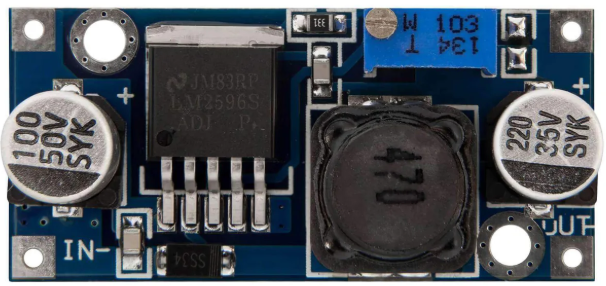 331
M 103
T 134
+
+
JM83RP
LM2596S
ADJ P+
100
50V
SYK
220
35V
SYK
470
IN-
OUT-
SS34